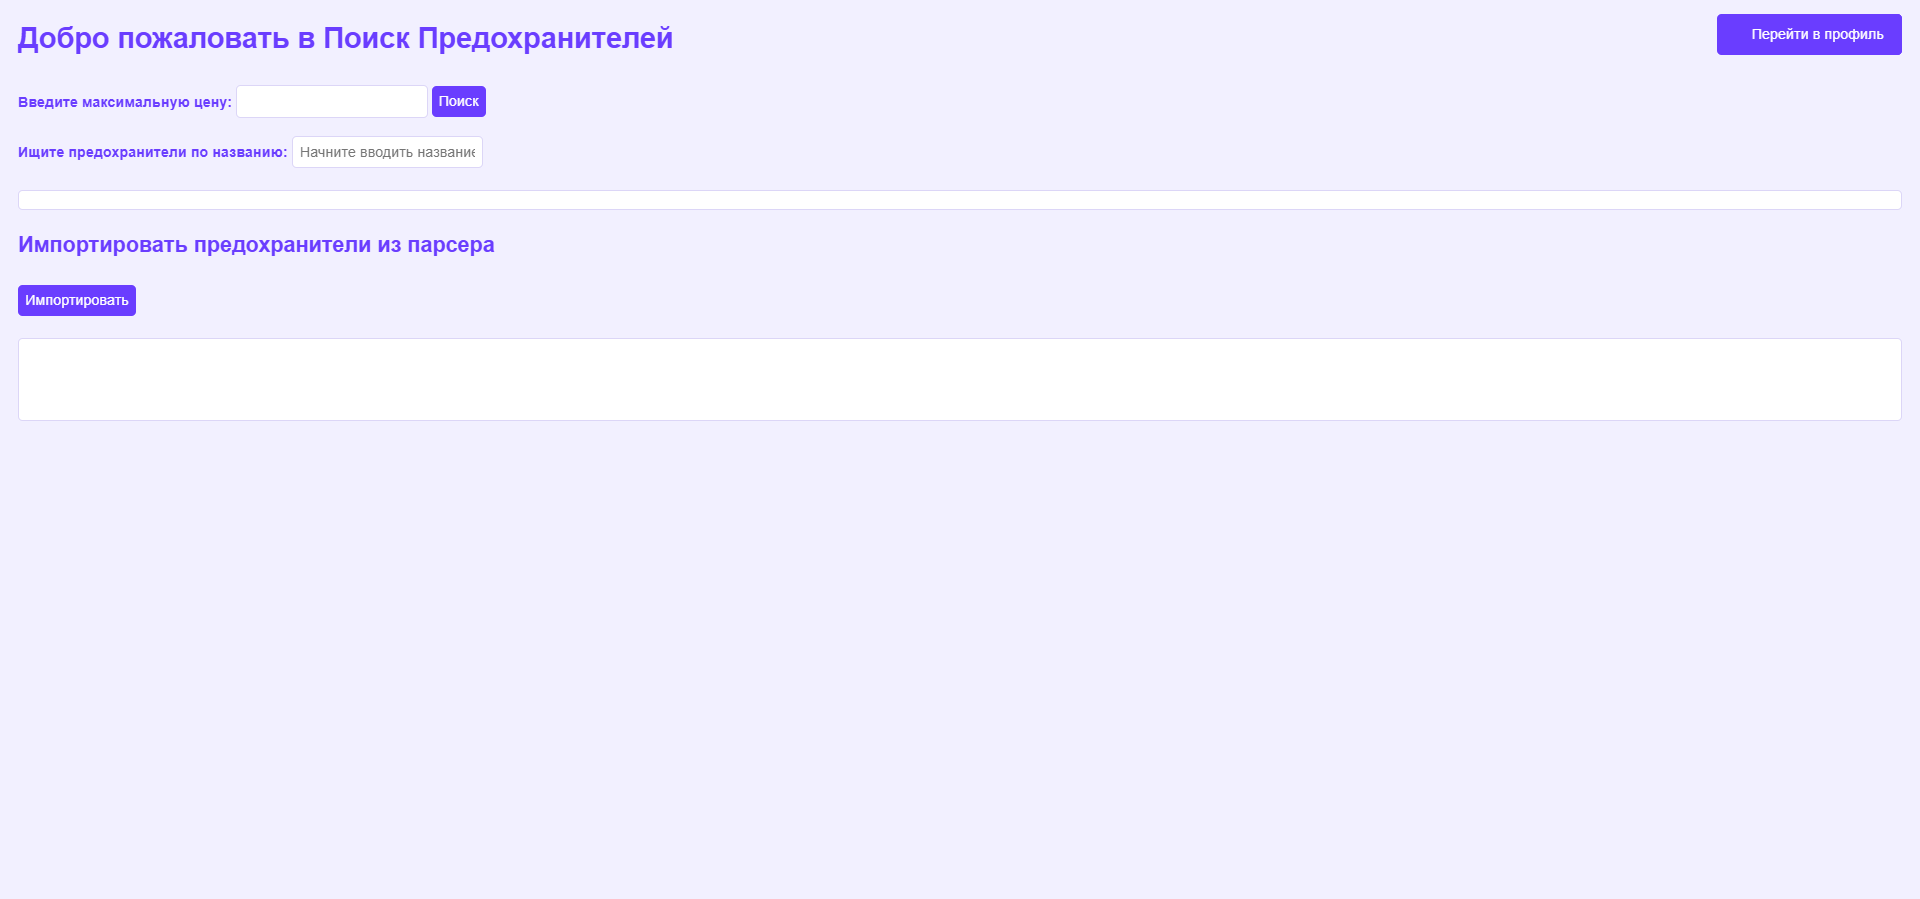 Добро пожаловать в Поиск Предохранителей
Перейти в профиль
Введите максимальную цену:
Поиск
Ищите предохранители по названию:
Начните вводить название
Импортировать предохранители из парсера
Импортировать